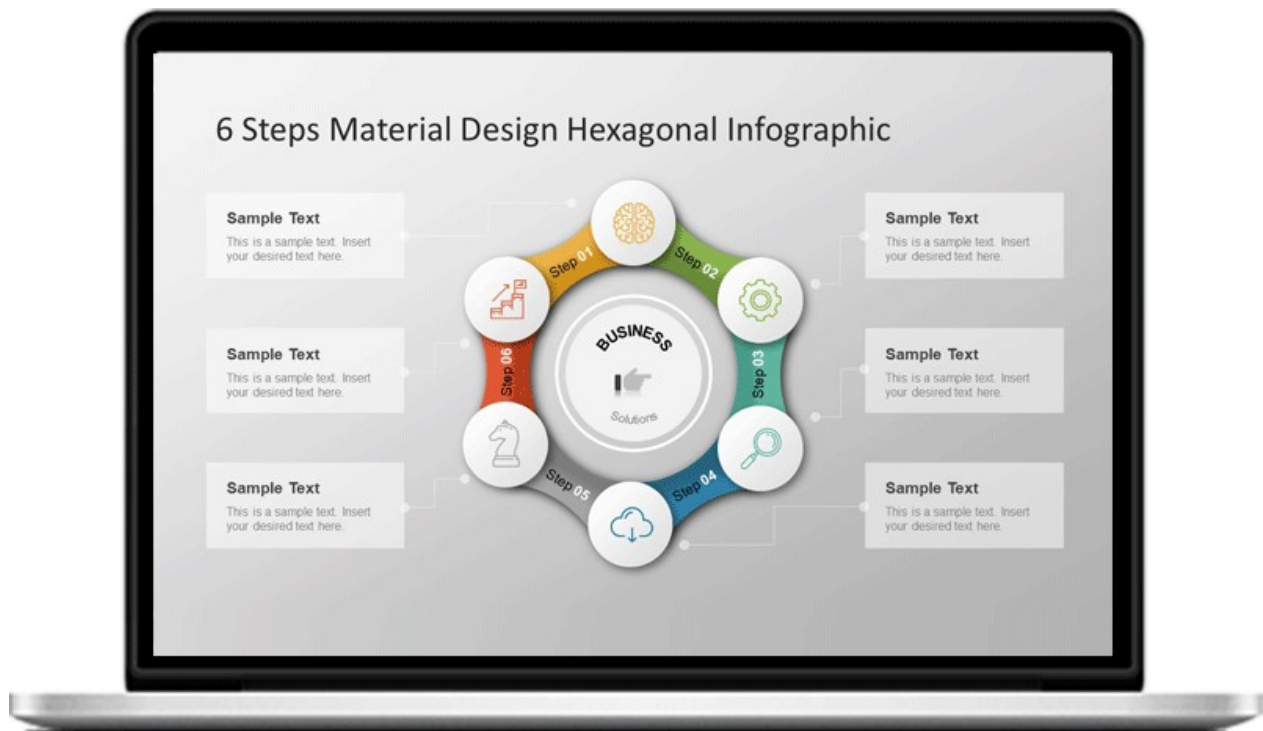 6 Steps Material Design Hexagonal Infographic
Sample Text
This is a sample text. Insert
your desired text here.
Sample Text
This is a sample text. Insert
your desired text here.
Sample Text
This is a sample text. Insert
your desired text here.
Step 01
Step 02
Step 03
Step 04
Step 05
Step 06
BUSINESS
Solutions
Sample Text
This is a sample text. Insert
your desired text here.
Sample Text
This is a sample text. Insert
your desired text here.
Sample Text
This is a sample text. Insert
your desired text here.